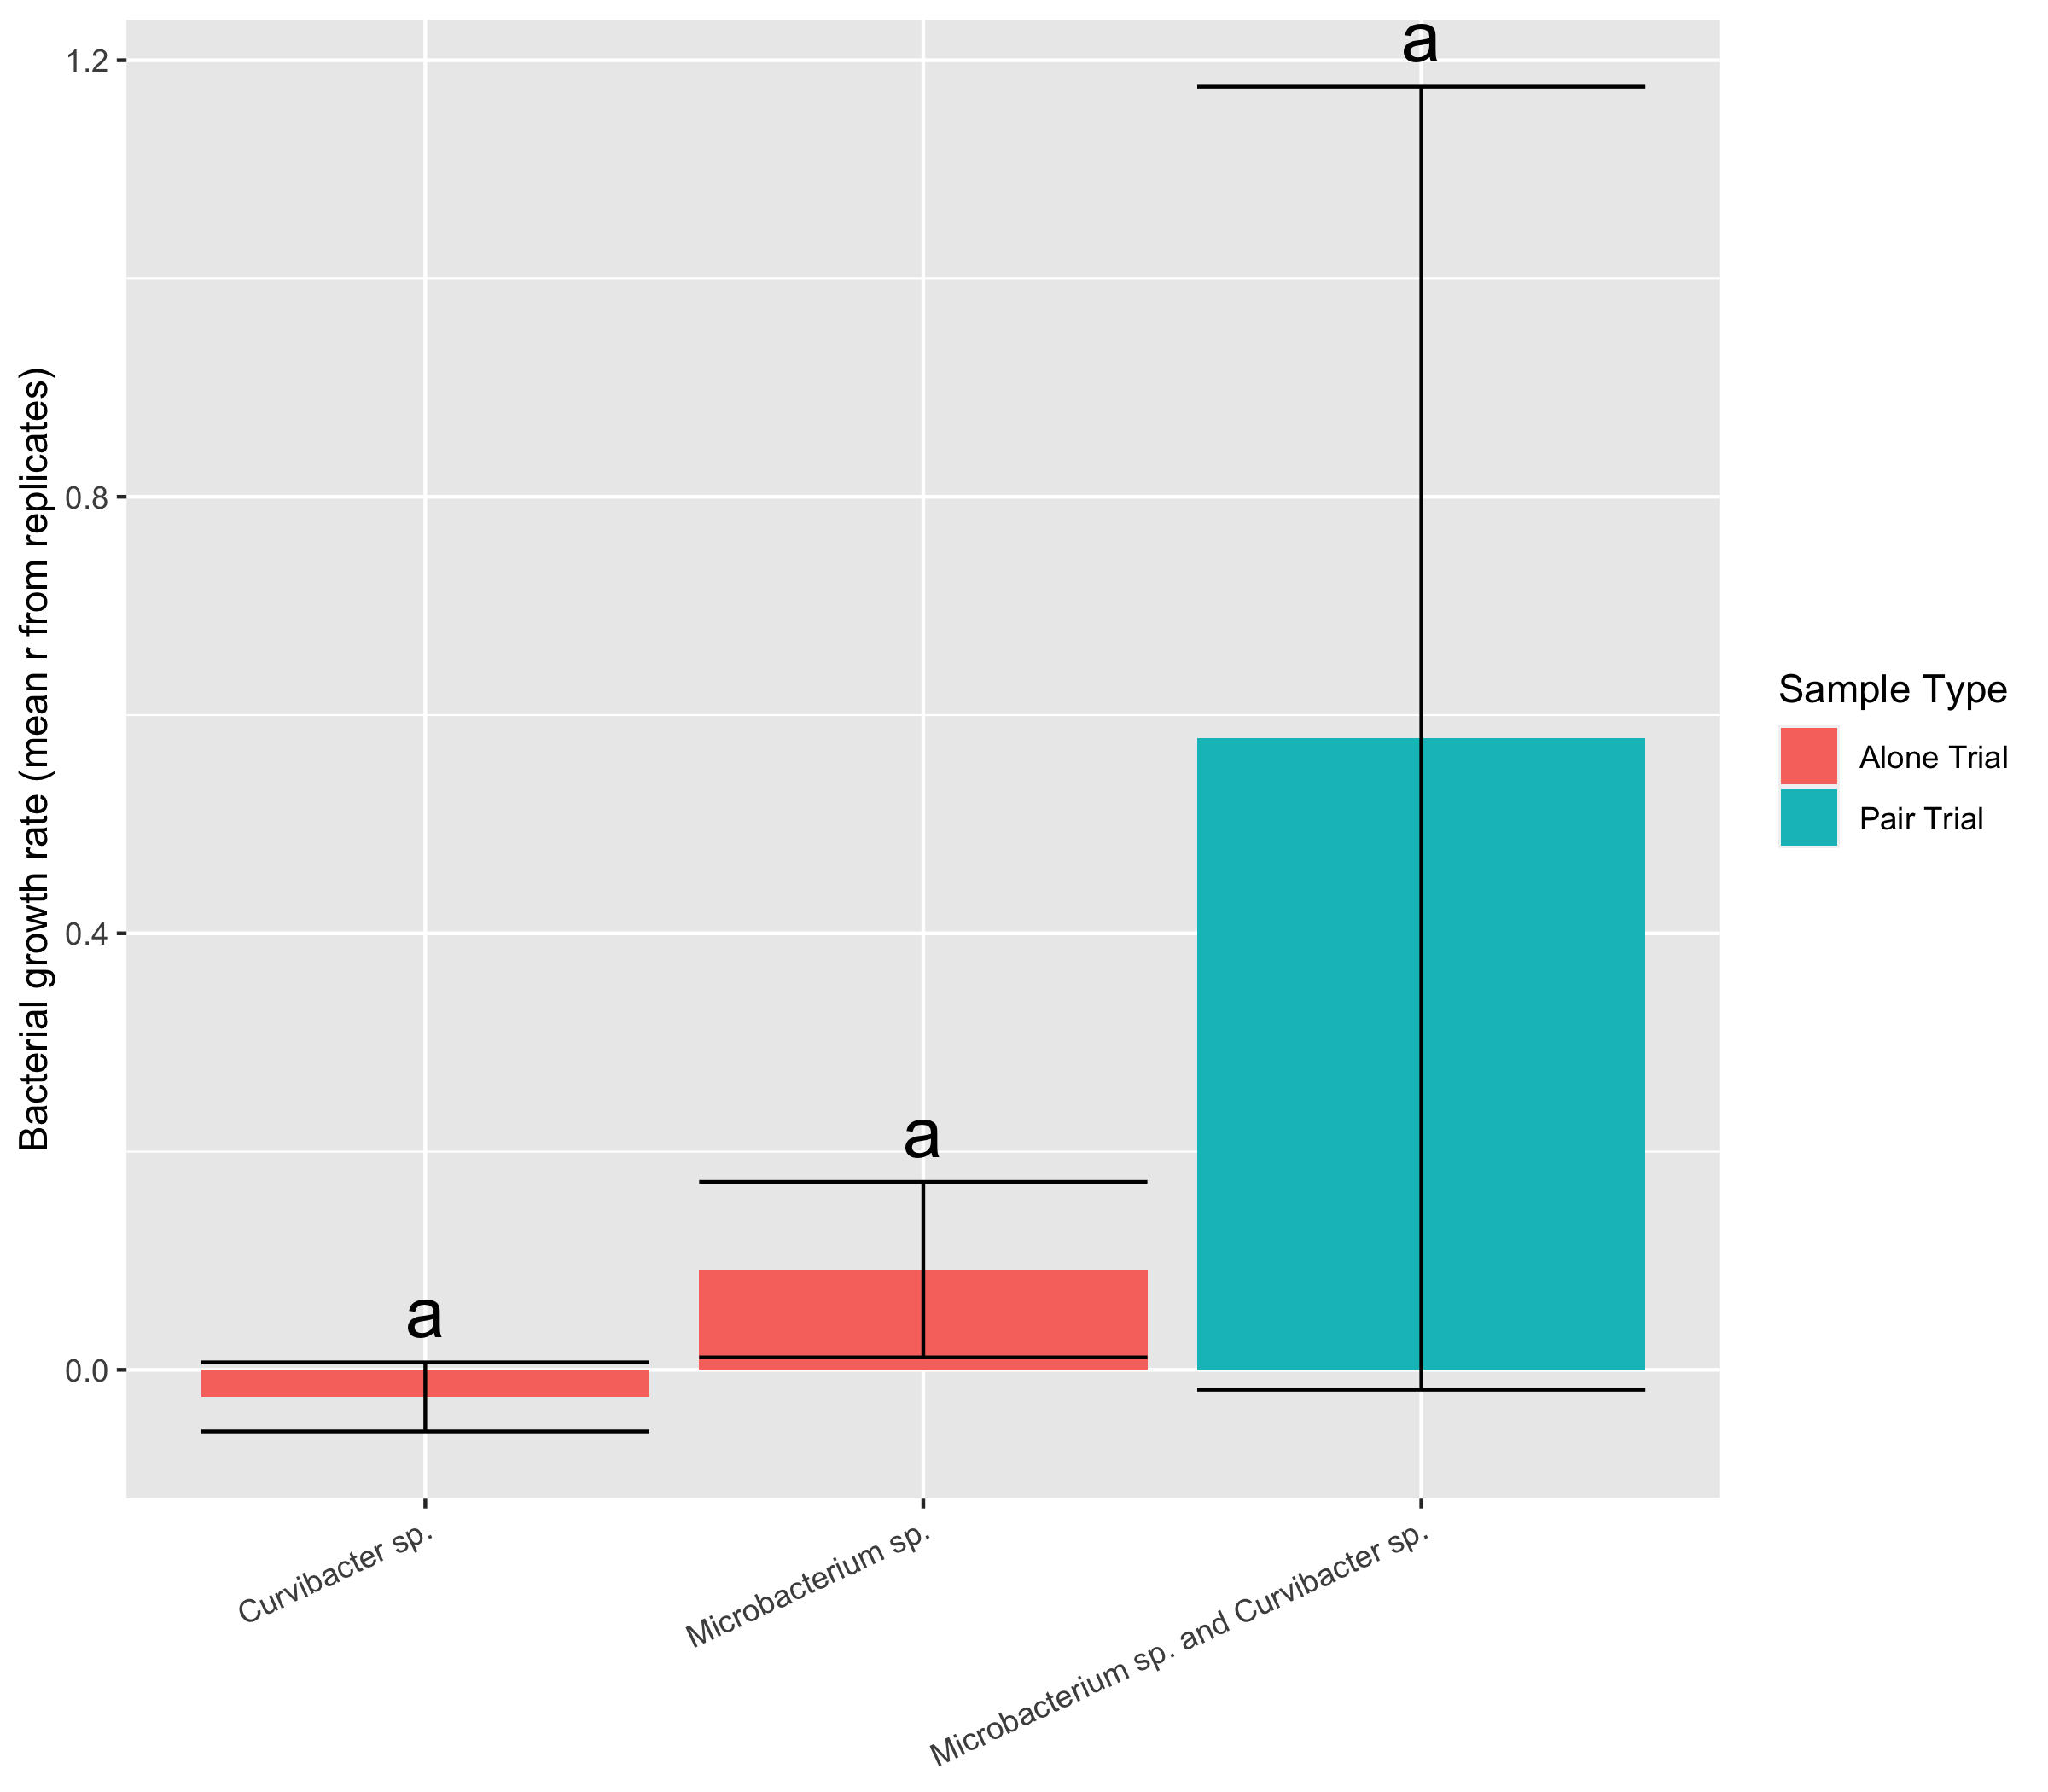 Bacterial growth rate (mean r from replicates)
1.2
0.8
0.4
0.0
a
a
a
Curvibacter sp.
Microbacterium sp.
Microbacterium sp. and Curvibacter sp.
Sample Type
Alone Trial
Pair Trial